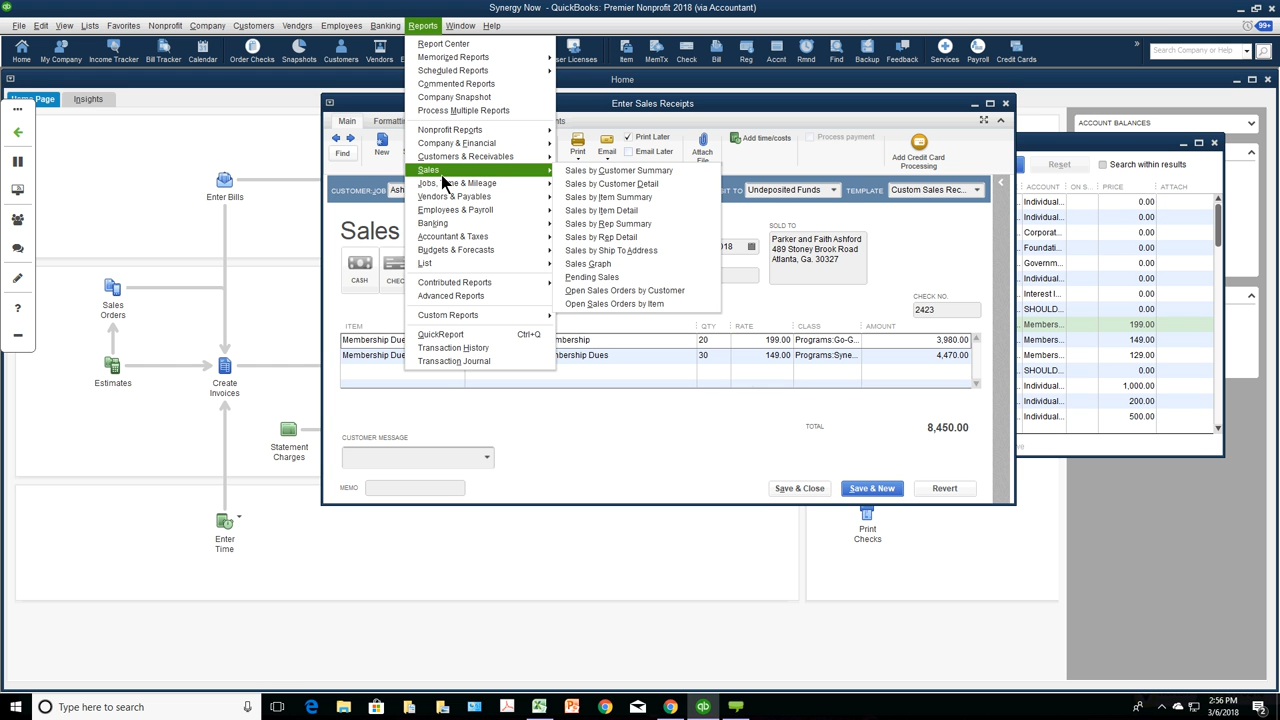 Synergy Now - QuickBooks: Premier Nonprofit 2018 (via Accountant)
File Edit View Lists Favorites Nonprofit Company Customers Vendors Employees Banking Reports Window Help
99+
Home My Company Income Tracker Bill Tracker Calendar Order Checks Snapshots Customers Vendors Licenses Item MemTx Check Bill Reg Accnt Rmnd Find Backup Feedback Services Payroll Credit Cards
Search Company or Help
Home
Home Page Insights
Report Center
Memorized Reports
Scheduled Reports
Commented Reports
Company Snapshot
Process Multiple Reports
Nonprofit Reports
Company & Financial
Customers & Receivables
Sales
Jobs, Time & Mileage
Vendors & Payables
Employees & Payroll
Banking
Accountant & Taxes
Budgets & Forecasts
List
Contributed Reports
Advanced Reports
Custom Reports
QuickReport Ctrl+Q
Transaction History
Transaction Journal
Sales by Customer Summary
Sales by Customer Detail
Sales by Item Summary
Sales by Item Detail
Sales by Rep Summary
Sales by Rep Detail
Sales by Ship To Address
Sales Graph
Pending Sales
Open Sales Orders by Customer
Open Sales Orders by Item
Enter Sales Receipts
Main
Find
New
Print
Email
Print Later
Email Later
Attach
File
Add time/costs
Process payment
Add Credit Card
Processing
CUSTOMER:JOB
Undeposited Funds
TEMPLATE Custom Sales Rec...
Sales
018
CASH
SOLD TO
Parker and Faith Ashford
489 Stoney Brook Road
Atlanta, Ga. 30327
CHECK NO.
2423
ITEM QTY RATE CLASS AMOUNT
20 199.00 Programs:Go-G... 3,980.00
30 149.00 Programs:Syne... 4,470.00
TOTAL 8,450.00
CUSTOMER MESSAGE
MEMO
Save & Close Save & New Revert
Enter Bills
Sales
Orders
Estimates
Create
Invoices
Statement
Charges
Enter
Time
Print
Checks
ACCOUNT BALANCES
Reset Search within results
ACCOUNT ON S... PRICE ATTACH
Individual... 0.00
Individual... 0.00
Corporat... 0.00
Foundati... 0.00
Governm... 0.00
Individual... 0.00
Interest I... 0.00
SHOULD... 0.00
Members... 199.00
Members... 149.00
Members... 129.00
SHOULD... 0.00
Individual... 1,000.00
Individual... 200.00
Individual... 500.00
Type here to search
2:56 PM
3/6/2018
2